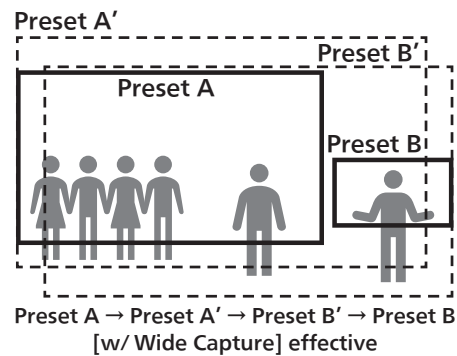 Preset A′
Preset B′
Preset A
Preset B
Preset A → Preset A′ → Preset B′ → Preset B
[w/ Wide Capture] effective